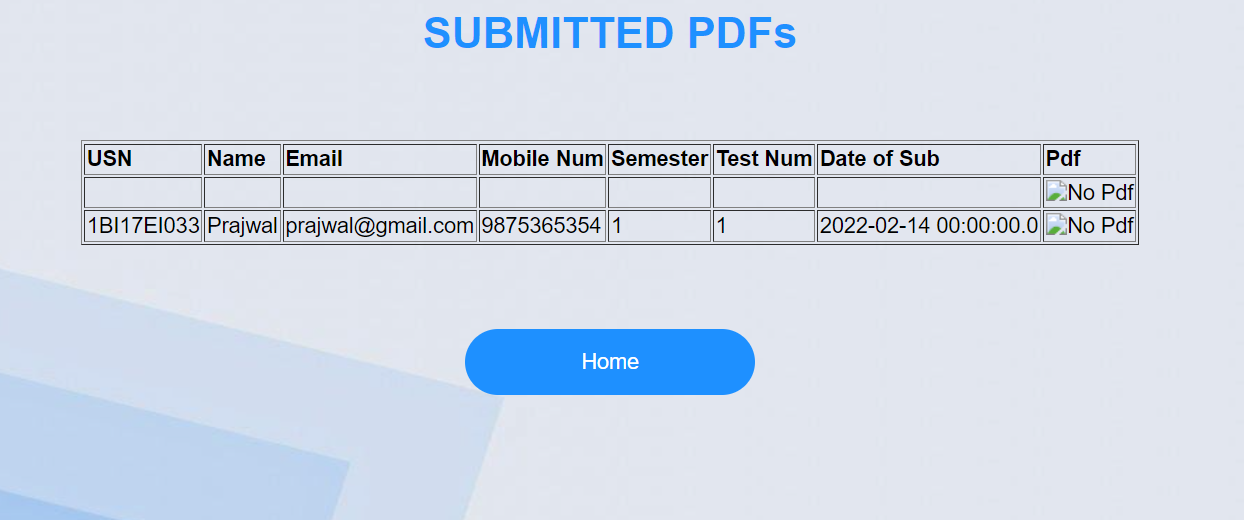 SUBMITTED PDFs
USN Name Email Mobile Num Semester Test Num Date of Sub Pdf
No Pdf
1BI17EI033 Prajwal prajwal@gmail.com 9875365354 1 1 2022-02-14 00:00:00.0 No Pdf
Home